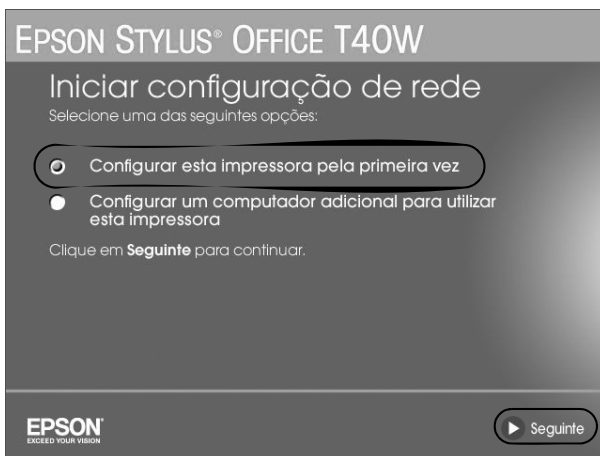 EPSON STYLUS® OFFICE T40W
Iniciar configuração de rede
Selecione uma das seguintes opções:
Configurar esta impressora pela primeira vez
Configurar um computador adicional para utilizar
esta impressora
Clique em Seguinte para continuar.
EPSON®
EXCEED YOUR VISION
Seguinte